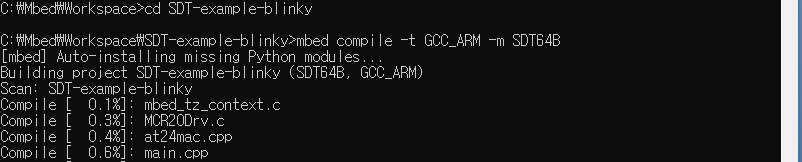 C:₩Mbed₩Workspace>cd SDT-example-blinky
C:₩Mbed₩Workspace₩SDT-example-blinky>mbed compile -t GCC_ARM -m SDT64B
[mbed] Auto-installing missing Python modules...
Building project SDT-example-blinky (SDT64B, GCC_ARM)
Scan: SDT-example-blinky
Compile [  0.1%]: mbed_tz_context.c
Compile [  0.3%]: MCR20Drv.c
Compile [  0.4%]: at24mac.cpp
Compile [  0.6%]: main.cpp